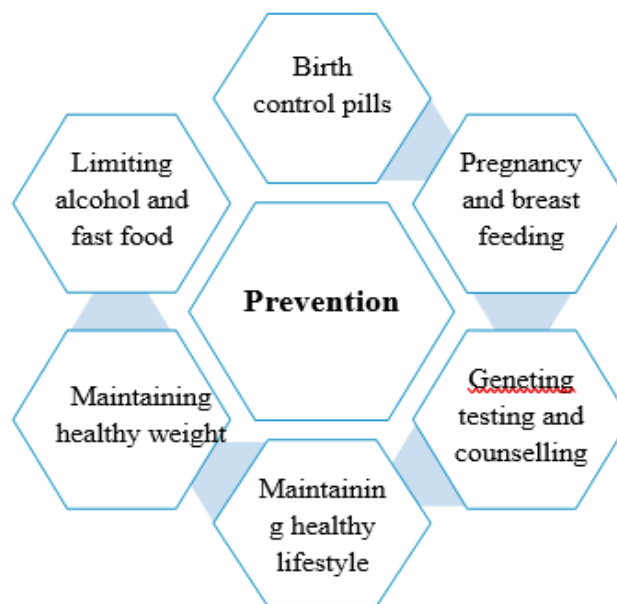 Birth
control pills
Limiting
alcohol and
fast food
Pregnancy
and breast
feeding
Prevention
Maintaining
healthy weight
Geneting
testing and
counselling
Maintainin
g healthy
lifestyle